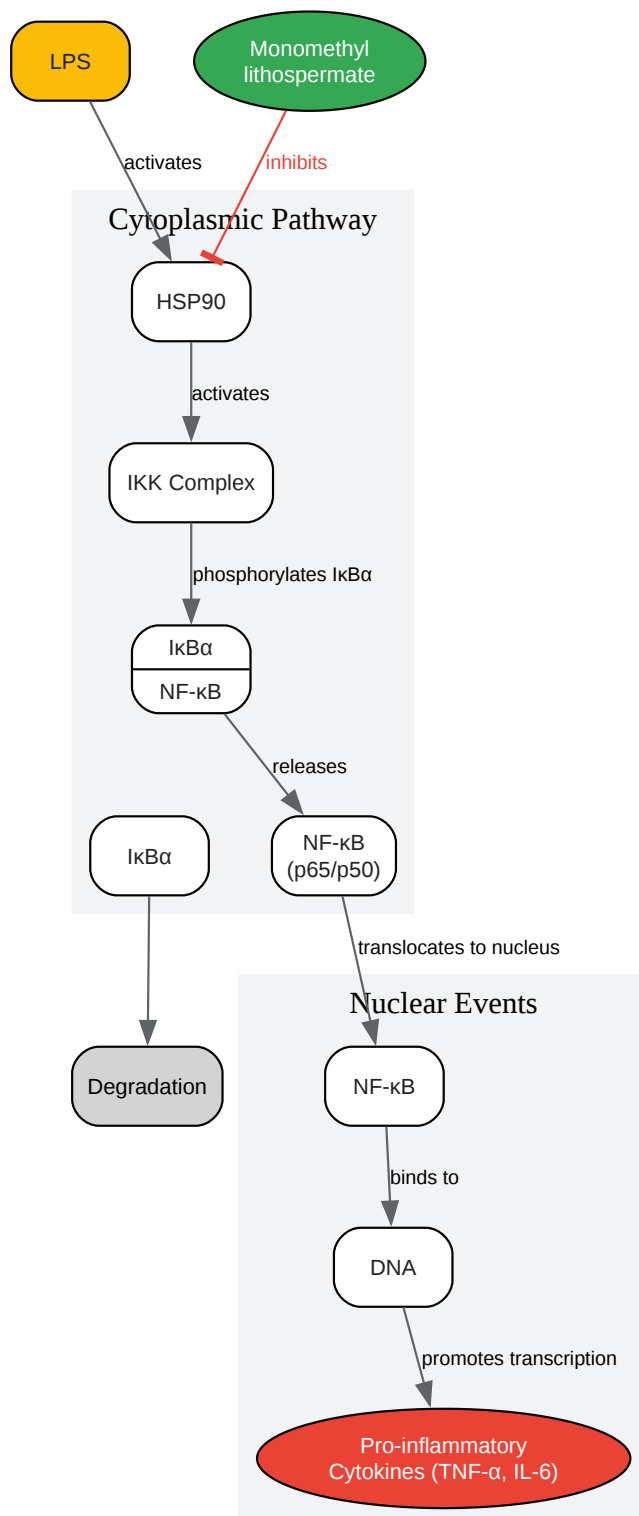 LPS
Monomethyl
lithospermate
activates
inhibits
Cytoplasmic Pathway
HSP90
activates
IKK Complex
phosphorylates IκBα
IκBα
NF-κB
releases
IκBα
NF-κB
(p65/p50)
translocates to nucleus
Nuclear Events
Degradation
NF-κB
binds to
DNA
promotes transcription
Pro-inflammatory
Cytokines (TNF-α, IL-6)